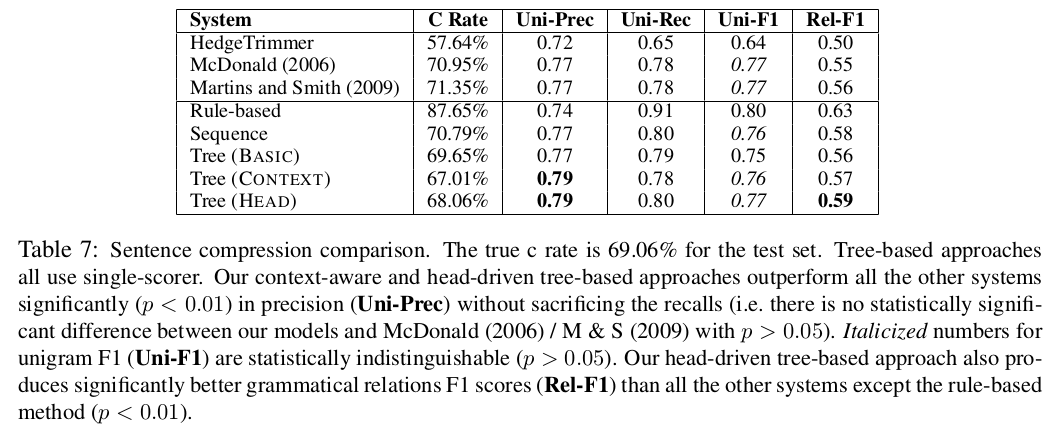 System C Rate Uni-Prec Uni-Rec Uni-F1 Rel-F1
HedgeTrimmer 57.64% 0.72 0.65 0.64 0.50
McDonald (2006) 70.95% 0.77 0.78 0.77 0.55
Martins and Smith (2009) 71.35% 0.77 0.78 0.77 0.56
Rule-based 87.65% 0.74 0.91 0.80 0.63
Sequence 70.79% 0.77 0.80 0.76 0.58
Tree (BASIC) 69.65% 0.77 0.79 0.75 0.56
Tree (CONTEXT) 67.01% 0.79 0.78 0.76 0.57
Tree (HEAD) 68.06% 0.79 0.80 0.77 0.59
Table 7: Sentence compression comparison. The true c rate is 69.06% for the test set. Tree-based approaches
all use single-scorer. Our context-aware and head-driven tree-based approaches outperform all the other systems
significantly (p < 0.01) in precision (Uni-Prec) without sacrificing the recalls (i.e. there is no statistically signifi-
cant difference between our models and McDonald (2006) / M & S (2009) with p > 0.05). Italicized numbers for
unigram F1 (Uni-F1) are statistically indistinguishable (p > 0.05). Our head-driven tree-based approach also pro-
duces significantly better grammatical relations F1 scores (Rel-F1) than all the other systems except the rule-based
method (p < 0.01).